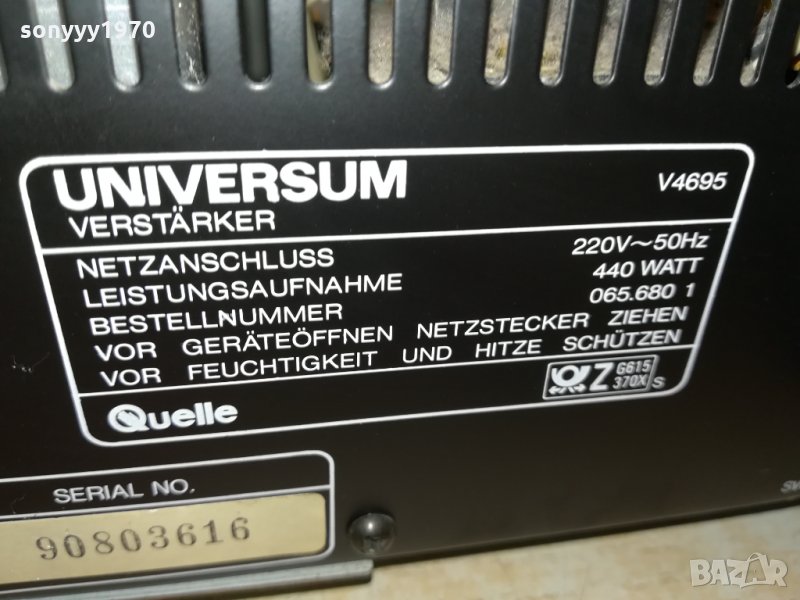 sonyyy1970
UNIVERSUM V4695
VERSTÄRKER
NETZANSCHLUSS 220V~50Hz
LEISTUNGSAUFNAHME 440 WATT
BESTELLNUMMER 065.680 1
VOR GERÄTEÖFFNEN NETZSTECKER ZIEHEN
VOR FEUCHTIGKEIT UND HITZE SCHÜTZEN
Z G615 370X S
Quelle
SERIAL NO.
90803616
BAZAR